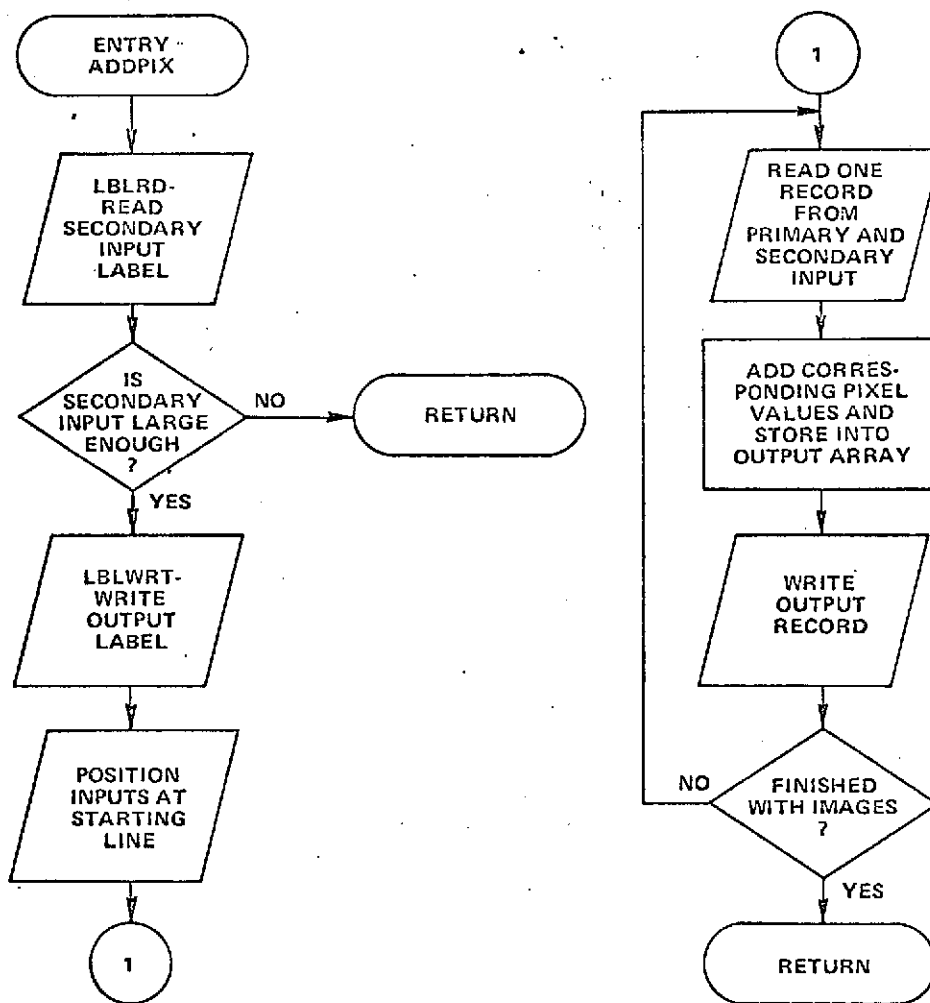 ENTRY
ADDPIX
LBLRD-
READ
SECONDARY
INPUT
LABEL
IS
SECONDARY
INPUT LARGE
ENOUGH
?
NO
RETURN
YES
LBLWRT-
WRITE
OUTPUT
LABEL
POSITION
INPUTS AT
STARTING
LINE
1
1
READ ONE
RECORD
FROM
PRIMARY AND
SECONDARY
INPUT
ADD CORRES-
PONDING PIXEL
VALUES AND
STORE INTO
OUTPUT ARRAY
WRITE
OUTPUT
RECORD
NO
FINISHED
WITH IMAGES
?
YES
RETURN